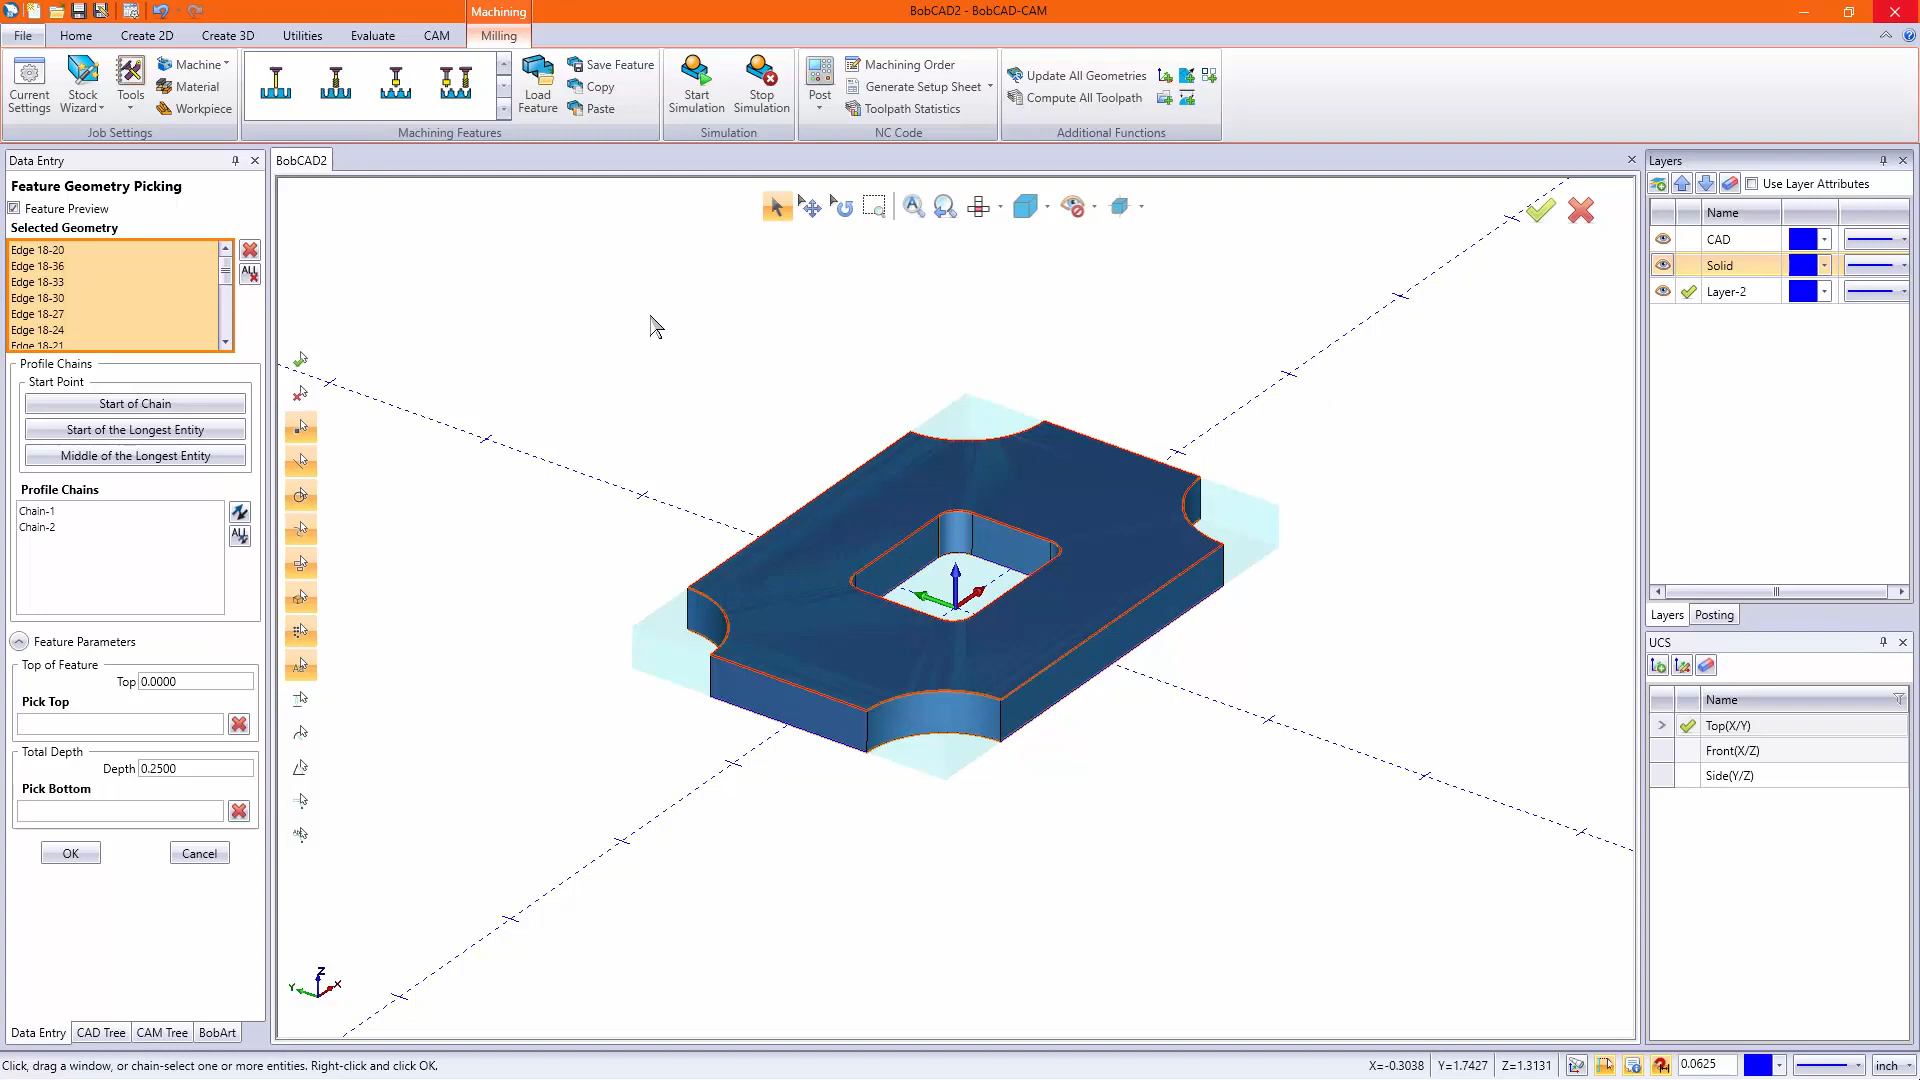 Machining
BobCAD2 - BobCAD-CAM
File
Home
Create 2D
Create 3D
Utilities
Evaluate
CAM
Milling
Current
Settings
Stock
Wizard
Tools
Machine
Material
Workpiece
Job Settings
Load
Feature
Save Feature
Copy
Paste
Machining Features
Start
Simulation
Stop
Simulation
Simulation
Post
Machining Order
Generate Setup Sheet
Toolpath Statistics
NC Code
Update All Geometries
Compute All Toolpath
Additional Functions
Data Entry
Feature Geometry Picking
Feature Preview
Selected Geometry
Edge 18-20
Edge 18-36
Edge 18-33
Edge 18-30
Edge 18-27
Edge 18-24
Edge 18-21
ALL
Profile Chains
Start Point
Start of Chain
Start of the Longest Entity
Middle of the Longest Entity
Profile Chains
Chain-1
Chain-2
ALL
Feature Parameters
Top of Feature
Top 0.0000
Pick Top
Total Depth
Depth 0.2500
Pick Bottom
OK
Cancel
Data Entry
CAD Tree
CAM Tree
BobArt
BobCAD2
Z
Y
X
Layers
Use Layer Attributes
Name
CAD
Solid
Layer-2
Layers
Posting
UCS
Name
Top(X/Y)
Front(X/Z)
Side(Y/Z)
Click, drag a window, or chain-select one or more entities. Right-click and click OK.
X=-0.3038
Y=1.7427
Z=1.3131
0.0625
inch